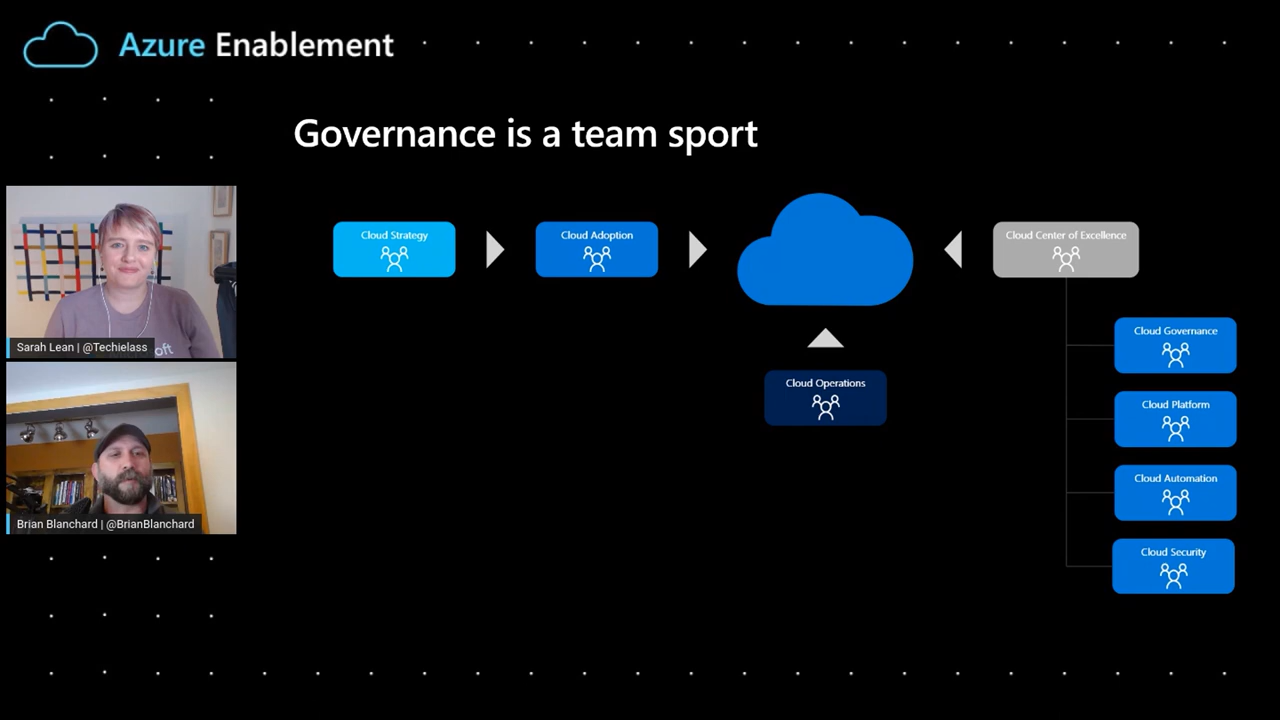 Azure Enablement
Governance is a team sport
Cloud Strategy
Cloud Adoption
Cloud Center of Excellence
Cloud Governance
Cloud Platform
Cloud Operations
Cloud Automation
Cloud Security
oft
Sarah Lean | @Techielass
Brian Blanchard | @BrianBlanchard